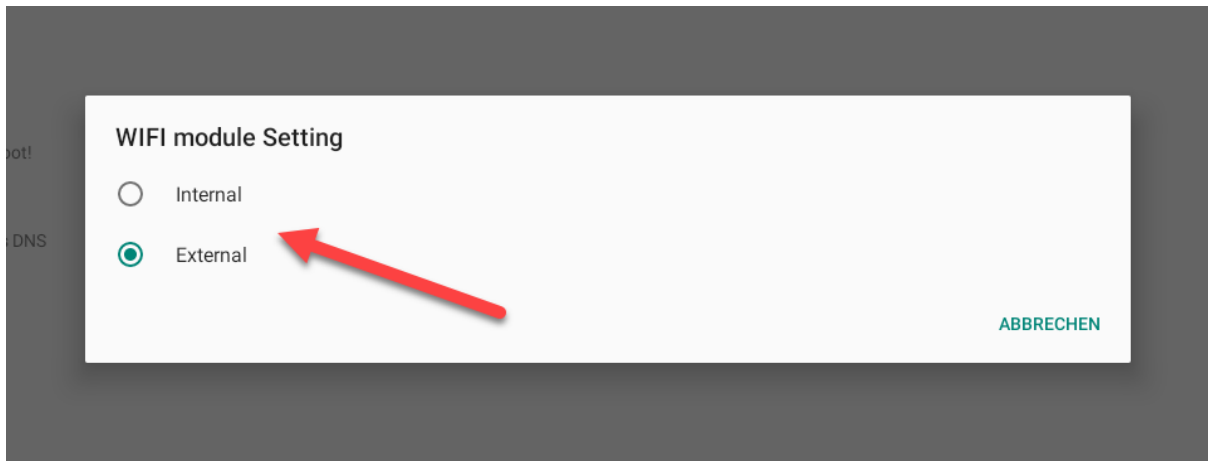 WIFI module Setting
oot!
Internal
s DNS
External
ABBRECHEN